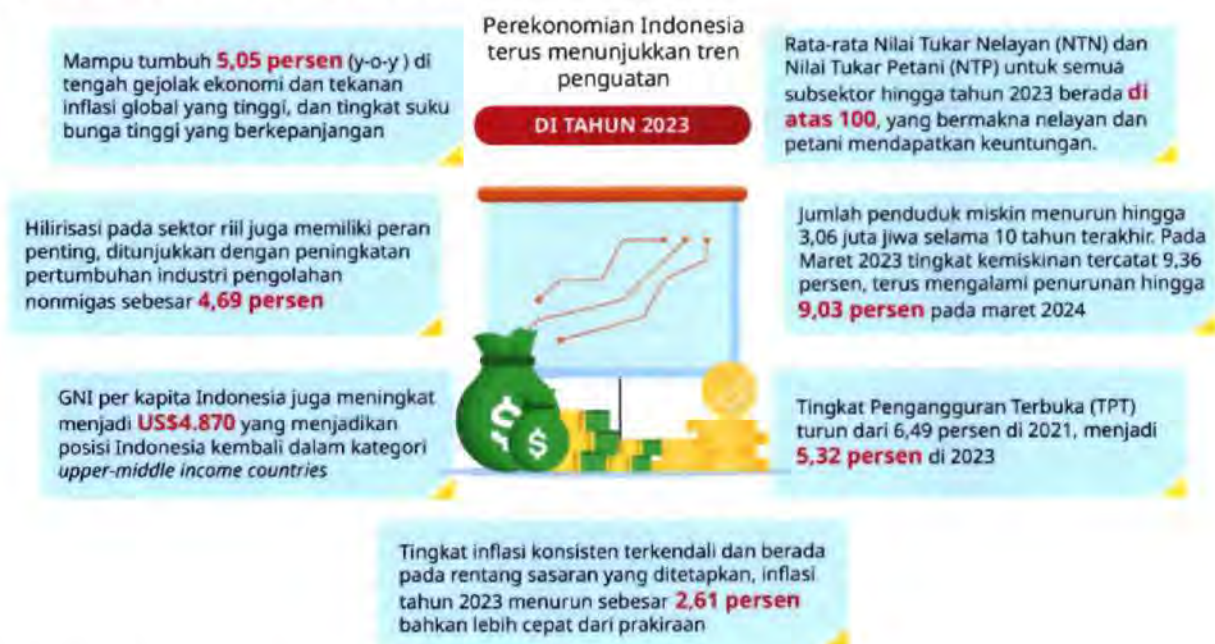 Perekonomian Indonesia
terus menunjukkan tren
penguatan
DI TAHUN 2023
Mampu tumbuh 5,05 persen (y-o-y ) di
tengah gejolak ekonomi dan tekanan
inflasi global yang tinggi, dan tingkat suku
bunga tinggi yang berkepanjangan
Hilirisasi pada sektor riil juga memiliki peran
penting, ditunjukkan dengan peningkatan
pertumbuhan industri pengolahan
nonmigas sebesar 4,69 persen
GNI per kapita Indonesia juga meningkat
menjadi US$4.870 yang menjadikan
posisi Indonesia kembali dalam kategori
upper-middle income countries
Rata-rata Nilai Tukar Nelayan (NTN) dan
Nilai Tukar Petani (NTP) untuk semua
subsektor hingga tahun 2023 berada di
atas 100, yang bermakna nelayan dan
petani mendapatkan keuntungan.
Jumlah penduduk miskin menurun hingga
3,06 juta jiwa selama 10 tahun terakhir. Pada
Maret 2023 tingkat kemiskinan tercatat 9,36
persen, terus mengalami penurunan hingga
9,03 persen pada maret 2024
Tingkat Pengangguran Terbuka (TPT)
turun dari 6,49 persen di 2021, menjadi
5,32 persen di 2023
$
$
Tingkat inflasi konsisten terkendali dan berada
pada rentang sasaran yang ditetapkan, inflasi
tahun 2023 menurun sebesar 2,61 persen
bahkan lebih cepat dari prakiraan